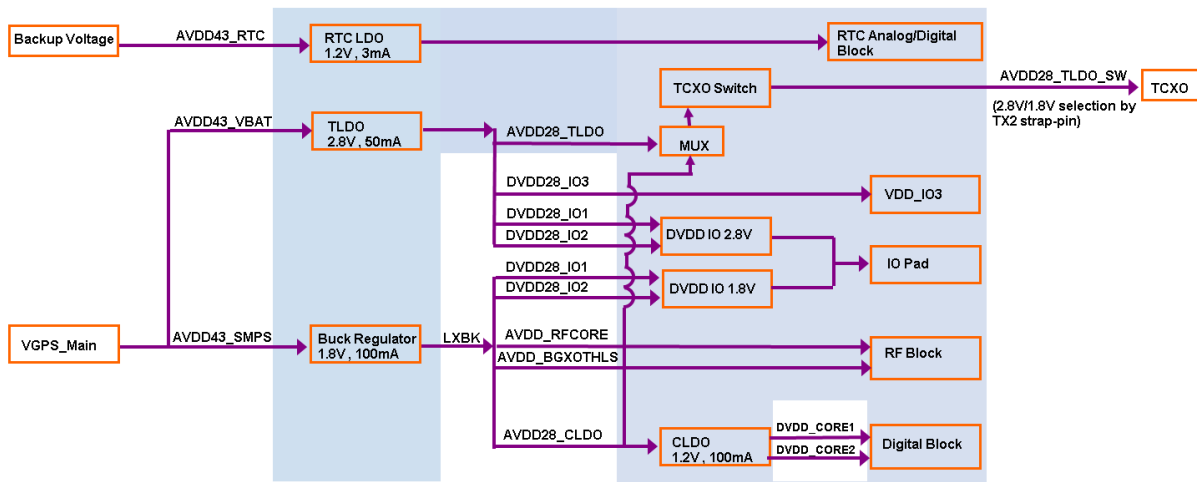 Backup Voltage
AVDD43_RTC
RTC LDO
1.2V , 3mA
RTC Analog/Digital
Block
TCXO Switch
AVDD28_TLDO_SW
TCXO
(2.8V/1.8V selection by
TX2 strap-pin)
AVDD43_VBAT
TLDO
2.8V , 50mA
AVDD28_TLDO
MUX
DVDD28_IO3
VDD_IO3
DVDD28_IO1
DVDD28_IO2
DVDD IO 2.8V
IO Pad
DVDD28_IO1
DVDD28_IO2
DVDD IO 1.8V
VGPS_Main
AVDD43_SMPS
Buck Regulator
1.8V , 100mA
LXBK
AVDD_RFCORE
AVDD_BGXOTHLS
RF Block
AVDD28_CLDO
CLDO
1.2V , 100mA
DVDD_CORE1
DVDD_CORE2
Digital Block